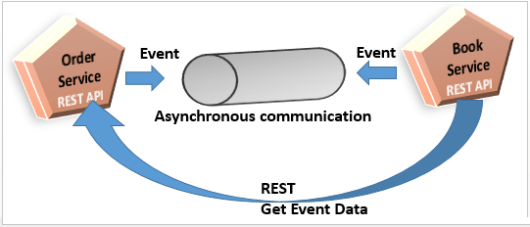 Order
Service
REST API
Event
Event
Book
Service
REST API
Asynchronous communication
REST
Get Event Data